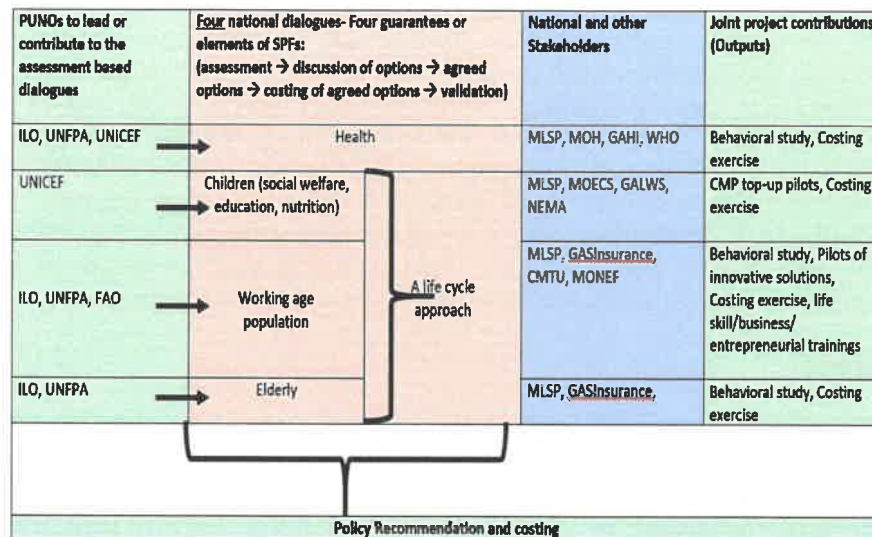 PUNOs to lead or
contribute to the
assessment based
dialogues
Four national dialogues- Four guarantees or
elements of SPFs:
(assessment → discussion of options → agreed
options → costing of agreed options → validation)
National and other
Stakeholders
Joint project contributions
(Outputs)
ILO, UNFPA, UNICEF
Health
MLSP, MOH, GAHI, WHO
Behavioral study, Costing
exercise
UNICEF
Children (social welfare,
education, nutrition)
MLSP, MOECS, GALWS,
NEMA
CMP top-up pilots, Costing
exercise
ILO, UNFPA, FAO
Working age
population
A life cycle
approach
MLSP, GASInsurance,
CMTU, MONEF
Behavioral study, Pilots of
innovative solutions,
Costing exercise, life
skill/business/
entrepreneurial trainings
ILO, UNFPA
Elderly
MLSP, GASInsurance,
Behavioral study, Costing
exercise
Policy Recommendation and costing